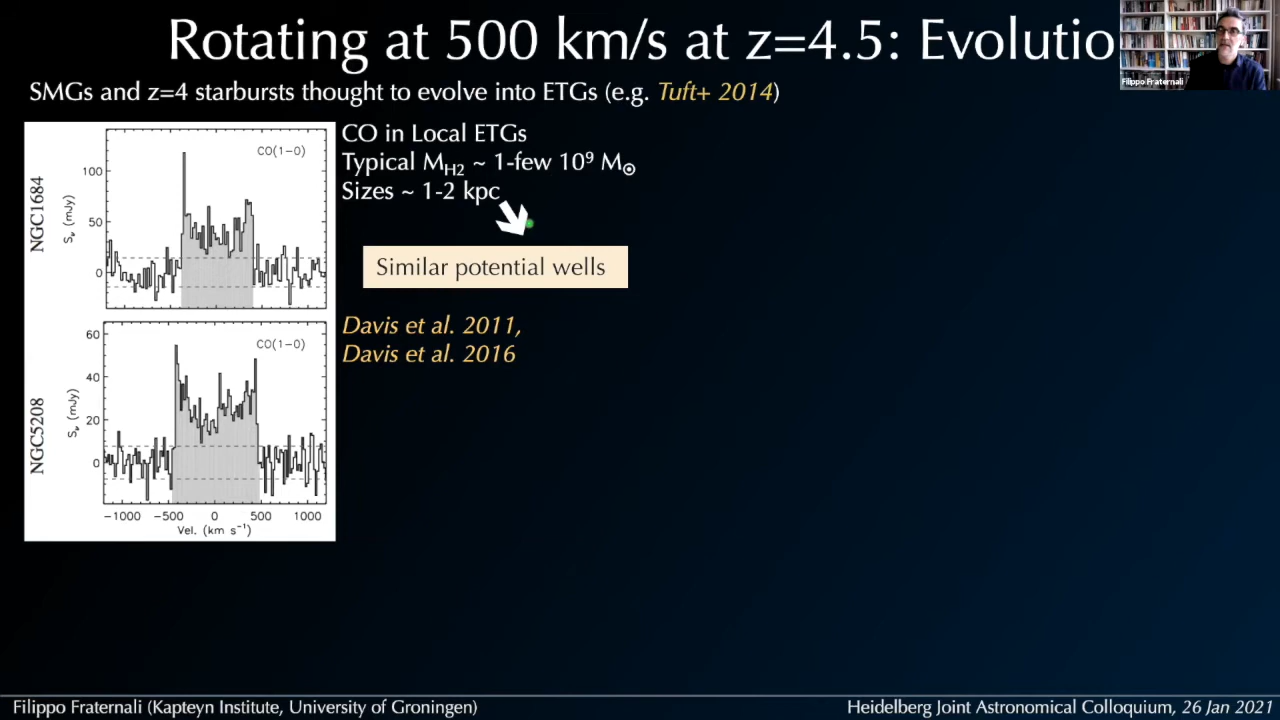 Rotating at 500 km/s at z=4.5: Evolutio
Filippo Fraternali
SMGs and z=4 starbursts thought to evolve into ETGs (e.g. Tuft+ 2014)
CO in Local ETGs
Typical M_H2 ~ 1-few 10⁹ M☉
Sizes ~ 1-2 kpc
Similar potential wells
Davis et al. 2011,
Davis et al. 2016
NGC1684
CO(1-0)
Sν (mJy)
100
50
0
NGC5208
CO(1-0)
Sν (mJy)
60
40
20
0
−1000 −500 0 500 1000
Vel. (km s⁻¹)
Filippo Fraternali (Kapteyn Institute, University of Groningen)
Heidelberg Joint Astronomical Colloquium, 26 Jan 2021